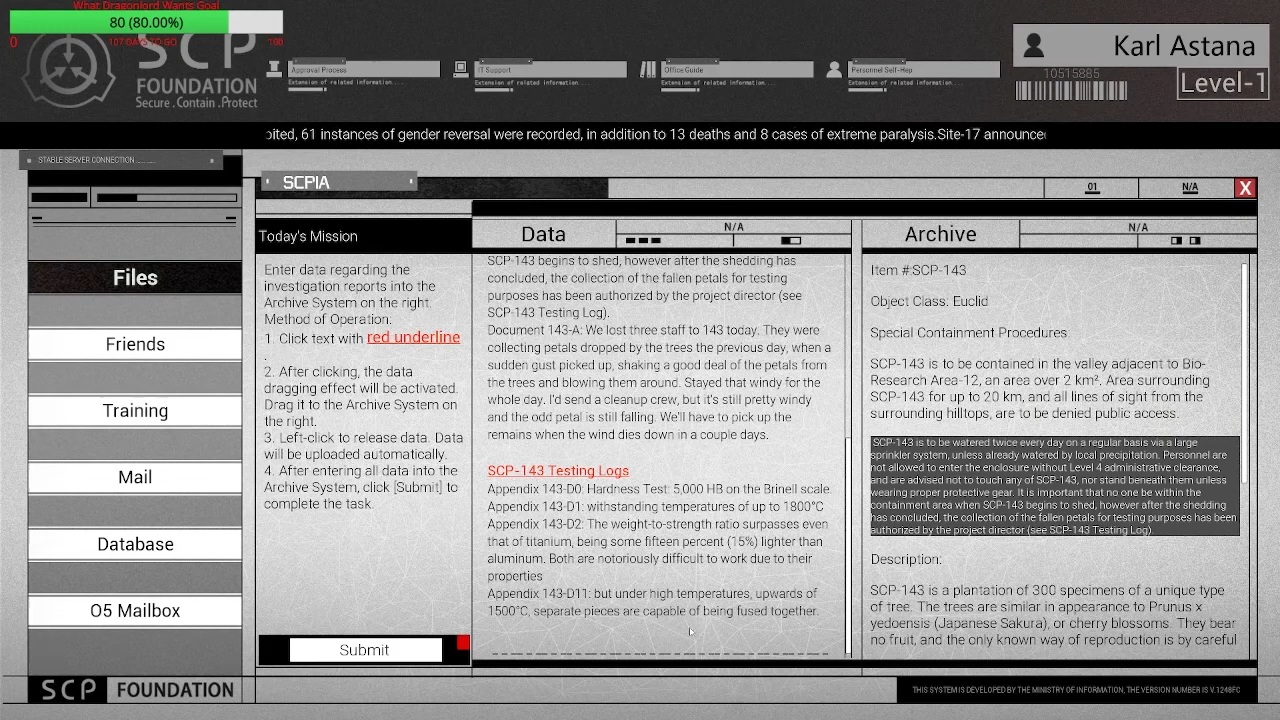 What Dragonlord Wants Goal
80 (80.00%)
0
107 DAYS TO GO
100
SCP
FOUNDATION
Secure .Contain .Protect
Approval Process
Extension of related information...
IT Support
Extension of related information...
Office Guide
Extension of related information...
Personnel Self-Hep
Extension of related information...
Karl Astana
10515885
Level-1
bited, 61 instances of gender reversal were recorded, in addition to 13 deaths and 8 cases of extreme paralysis.Site-17 announced
STABLE SERVER CONNECTION ........
SCPIA
01
N/A
X
Files
Friends
Training
Mail
Database
O5 Mailbox
Today's Mission
Enter data regarding the
investigation reports into the
Archive System on the right.
Method of Operation:
1. Click text with red underline
.
2. After clicking, the data
dragging effect will be activated.
Drag it to the Archive System on
the right.
3. Left-click to release data. Data
will be uploaded automatically.
4. After entering all data into the
Archive System, click [Submit] to
complete the task.
Submit
Data
N/A
SCP-143 begins to shed, however after the shedding has
concluded, the collection of the fallen petals for testing
purposes has been authorized by the project director (see
SCP-143 Testing Log).
Document 143-A: We lost three staff to 143 today. They were
collecting petals dropped by the trees the previous day, when a
sudden gust picked up, shaking a good deal of the petals from
the trees and blowing them around. Stayed that windy for the
whole day. I'd send a cleanup crew, but it's still pretty windy
and the odd petal is still falling. We'll have to pick up the
remains when the wind dies down in a couple days.
SCP-143 Testing Logs
Appendix 143-D0: Hardness Test: 5,000 HB on the Brinell scale.
Appendix 143-D1: withstanding temperatures of up to 1800°C
Appendix 143-D2: The weight-to-strength ratio surpasses even
that of titanium, being some fifteen percent (15%) lighter than
aluminum. Both are notoriously difficult to work due to their
properties
Appendix 143-D11: but under high temperatures, upwards of
1500°C, separate pieces are capable of being fused together.
Archive
N/A
Item #:SCP-143
Object Class: Euclid
Special Containment Procedures:
SCP-143 is to be contained in the valley adjacent to Bio-
Research Area-12, an area over 2 km². Area surrounding
SCP-143 for up to 20 km, and all lines of sight from the
surrounding hilltops, are to be denied public access.
SCP-143 is to be watered twice every day on a regular basis via a large
sprinkler system, unless already watered by local precipitation. Personnel are
not allowed to enter the enclosure without Level 4 administrative clearance,
and are advised not to touch any of SCP-143, nor stand beneath them unless
wearing proper protective gear. It is important that no one be within the
containment area when SCP-143 begins to shed, however after the shedding
has concluded, the collection of the fallen petals for testing purposes has been
authorized by the project director (see SCP-143 Testing Log).
Description:
SCP-143 is a plantation of 300 specimens of a unique type
of tree. The trees are similar in appearance to Prunus x
yedoensis (Japanese Sakura), or cherry blossoms. They bear
no fruit, and the only known way of reproduction is by careful
SCP FOUNDATION
THIS SYSTEM IS DEVELOPED BY THE MINISTRY OF INFORMATION, THE VERSION NUMBER IS V.1248FC